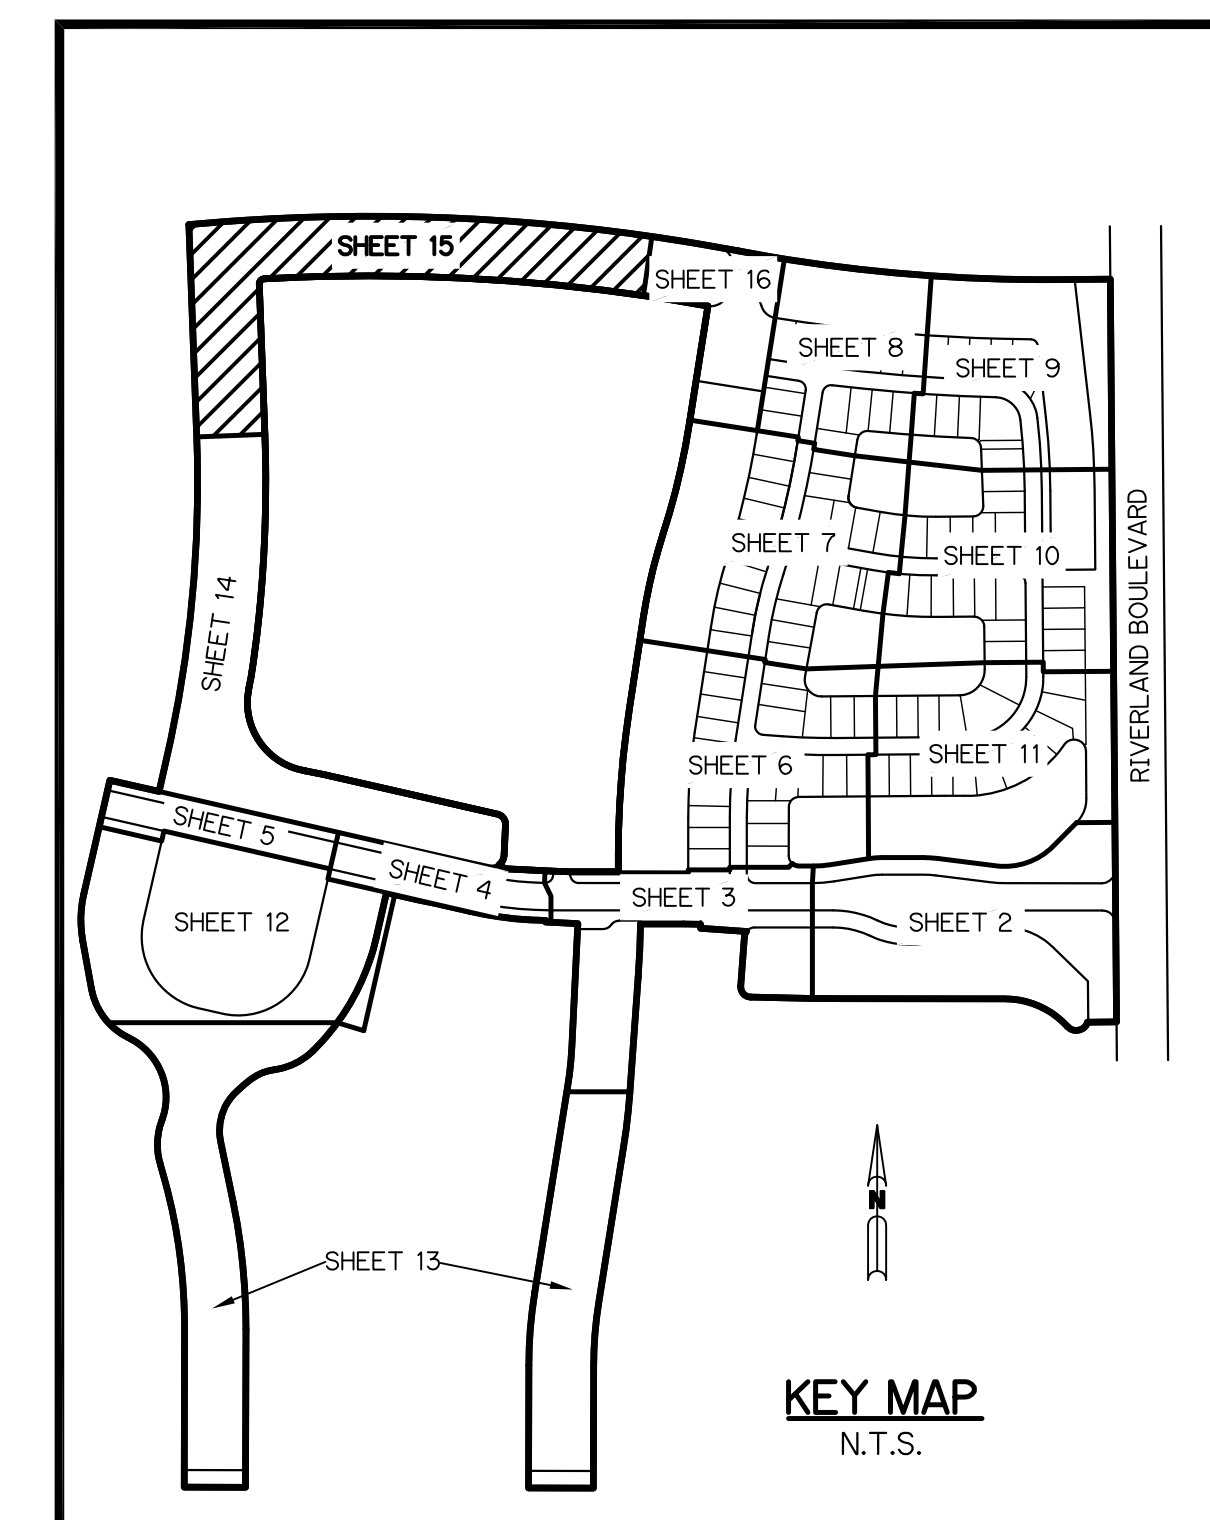 SHEET 15
SHEET 16
SHEET 8
SHEET 9
SHEET 7
SHEET 10
SHEET 14
RIVERLAND BOULEVARD
SHEET 6
SHEET 11
SHEET 5
SHEET 4
SHEET 3
SHEET 12
SHEET 2
N
SHEET 13
KEY MAP
N.T.S.